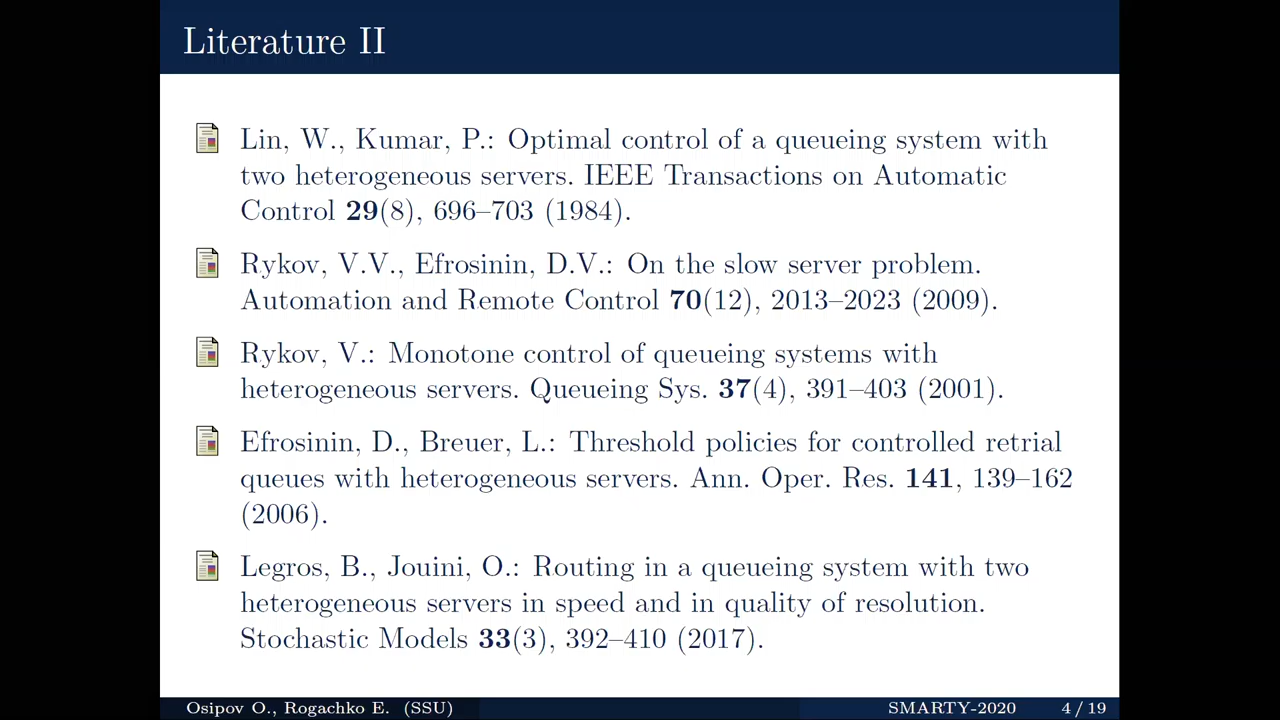 Literature II
Lin, W., Kumar, P.: Optimal control of a queueing system with
two heterogeneous servers. IEEE Transactions on Automatic
Control 29(8), 696–703 (1984).
Rykov, V.V., Efrosinin, D.V.: On the slow server problem.
Automation and Remote Control 70(12), 2013–2023 (2009).
Rykov, V.: Monotone control of queueing systems with
heterogeneous servers. Queueing Sys. 37(4), 391–403 (2001).
Efrosinin, D., Breuer, L.: Threshold policies for controlled retrial
queues with heterogeneous servers. Ann. Oper. Res. 141, 139–162
(2006).
Legros, B., Jouini, O.: Routing in a queueing system with two
heterogeneous servers in speed and in quality of resolution.
Stochastic Models 33(3), 392–410 (2017).
Osipov O., Rogachko E. (SSU) SMARTY-2020 4 / 19